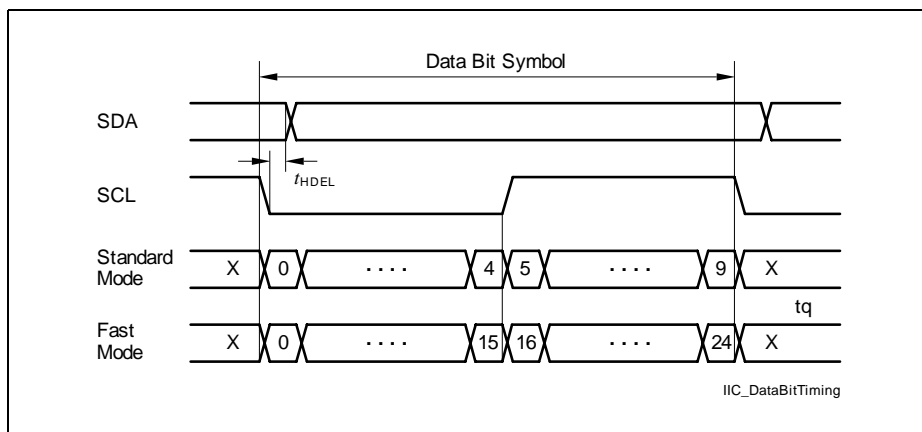 Data Bit Symbol
SDA
tHDEL
SCL
Standard
Mode
X 0 . . . . 4 5 . . . . 9 X
tq
Fast
Mode
X 0 . . . . 15 16 . . . . 24 X
IIC_DataBitTiming